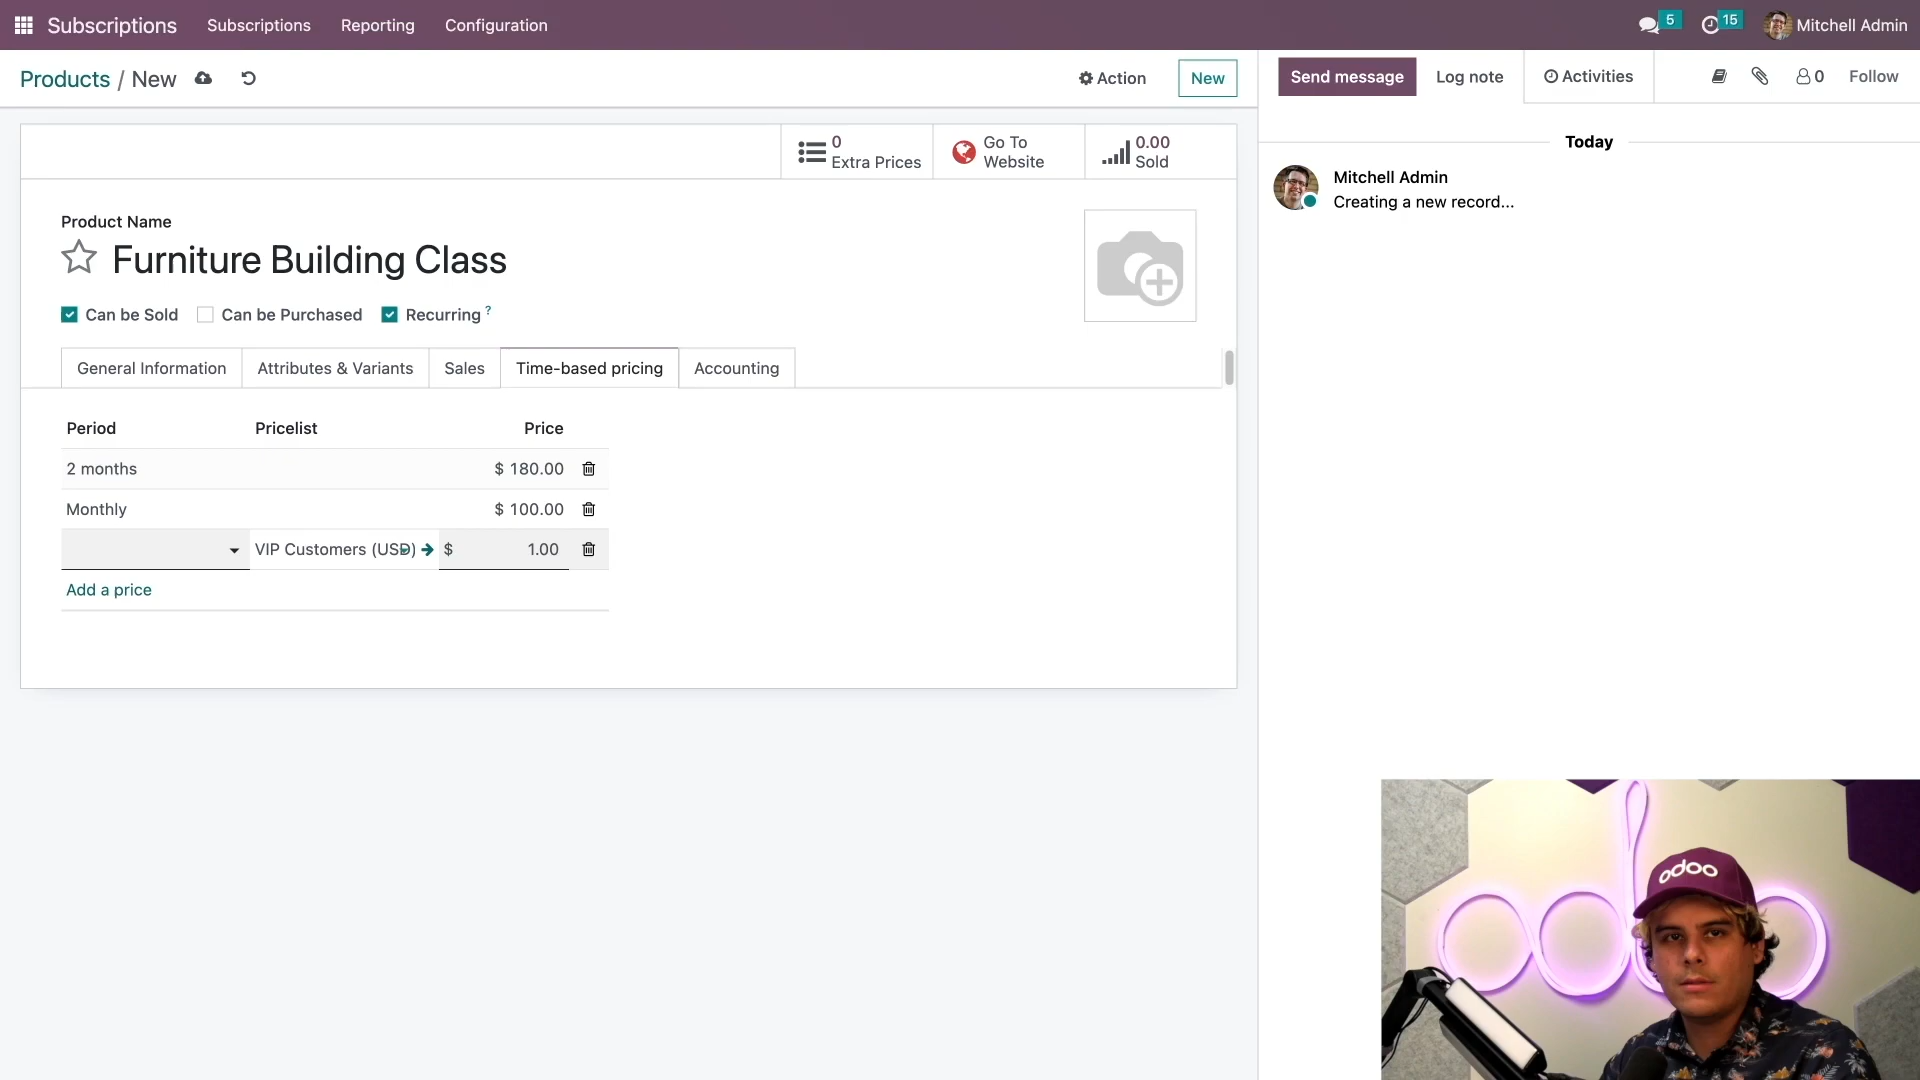 Subscriptions Subscriptions Reporting Configuration 5 15 Mitchell Admin
Products / New Action New
Send message Log note Activities 0 Follow
0 Extra Prices
Go To Website
0.00 Sold
Today
Mitchell Admin
Creating a new record...
Product Name
Furniture Building Class
Can be Sold Can be Purchased Recurring ?
General Information Attributes & Variants Sales Time-based pricing Accounting
Period Pricelist Price
2 months $ 180.00
Monthly $ 100.00
VIP Customers (USD) $ 1.00
Add a price
odoo
odoo